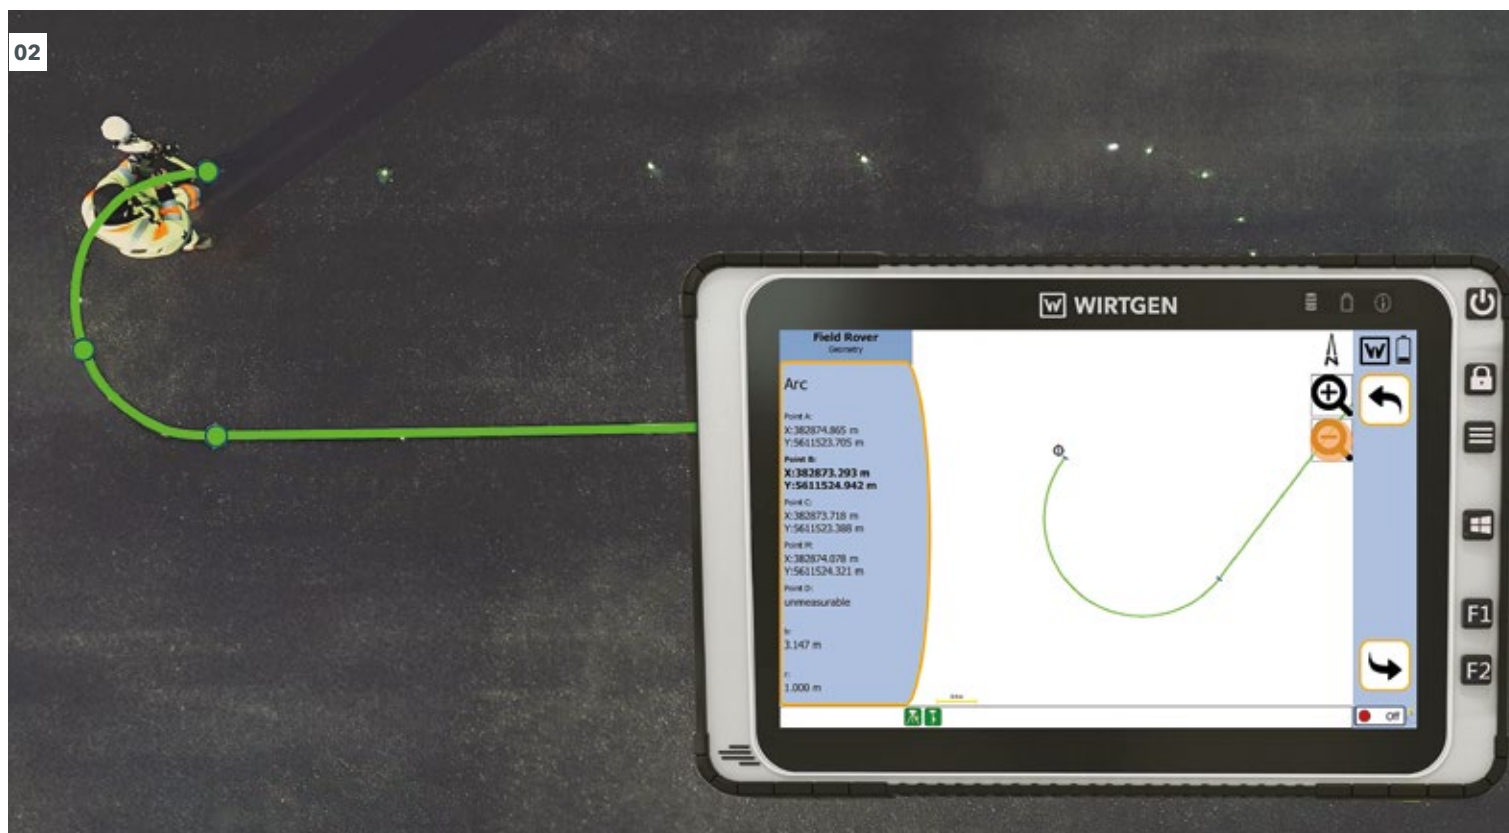 02
W WIRTGEN
Field Rover
Geometry
W
Arc
Point A:
X:382874.865 m
Y:5611523.705 m
Point B:
X:382873.293 m
Y:5611524.942 m
Point C:
X:382873.718 m
Y:5611523.388 m
Point M:
X:382874.078 m
Y:5611524.321 m
Point D:
unmeasurable
b:
3.147 m
r:
1.000 m
Off
F1
F2